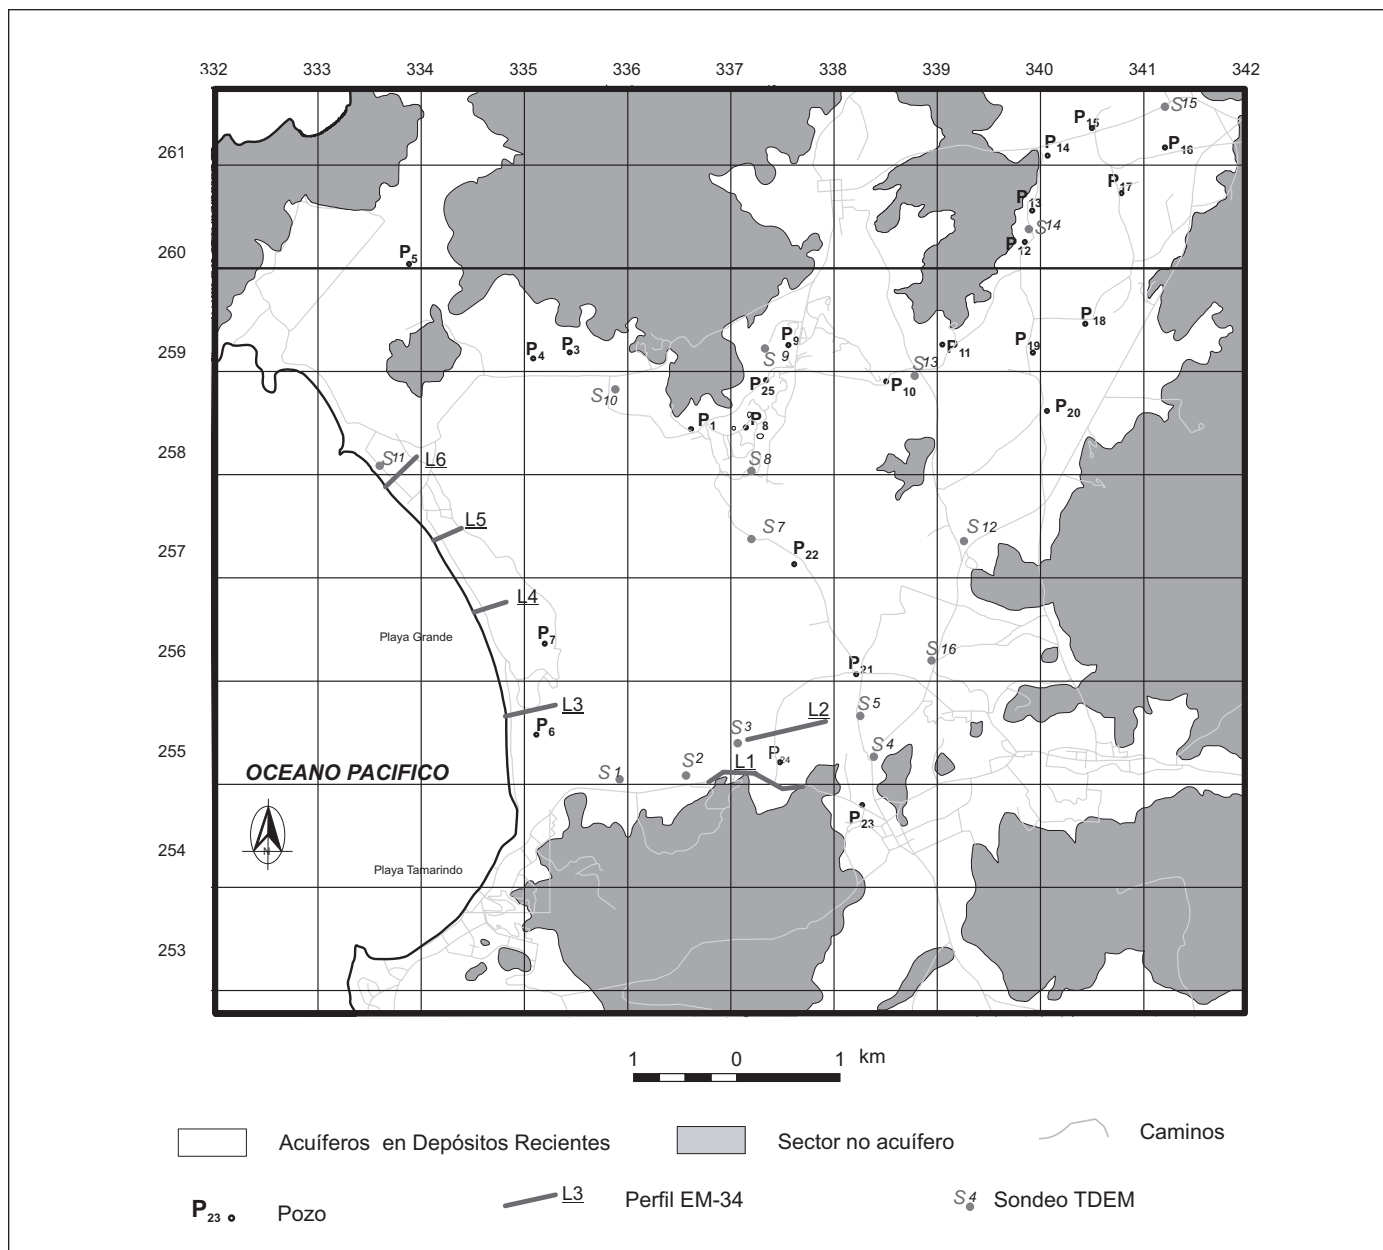 332 333 334 335 336 337 338 339 340 341 342
S15
P15
261
P14
P16
P17
P13
S14
260
P12
P5
P18
259
P4
P3
P9
S9
P11
P19
S13
P25
P10
S10
P20
258
P1
P8
S11
L6
S8
L5
S7
S12
257
P22
L4
Playa Grande
P7
256
S16
P21
L3
L2
S5
P6
S3
255
S4
OCEANO PACIFICO
S1
S2
L1
P24
P23
254
N
Playa Tamarindo
253
1 0 1 km
Acuíferos en Depósitos Recientes
Sector no acuífero
Caminos
P23
Pozo
L3
Perfil EM-34
S4
Sondeo TDEM